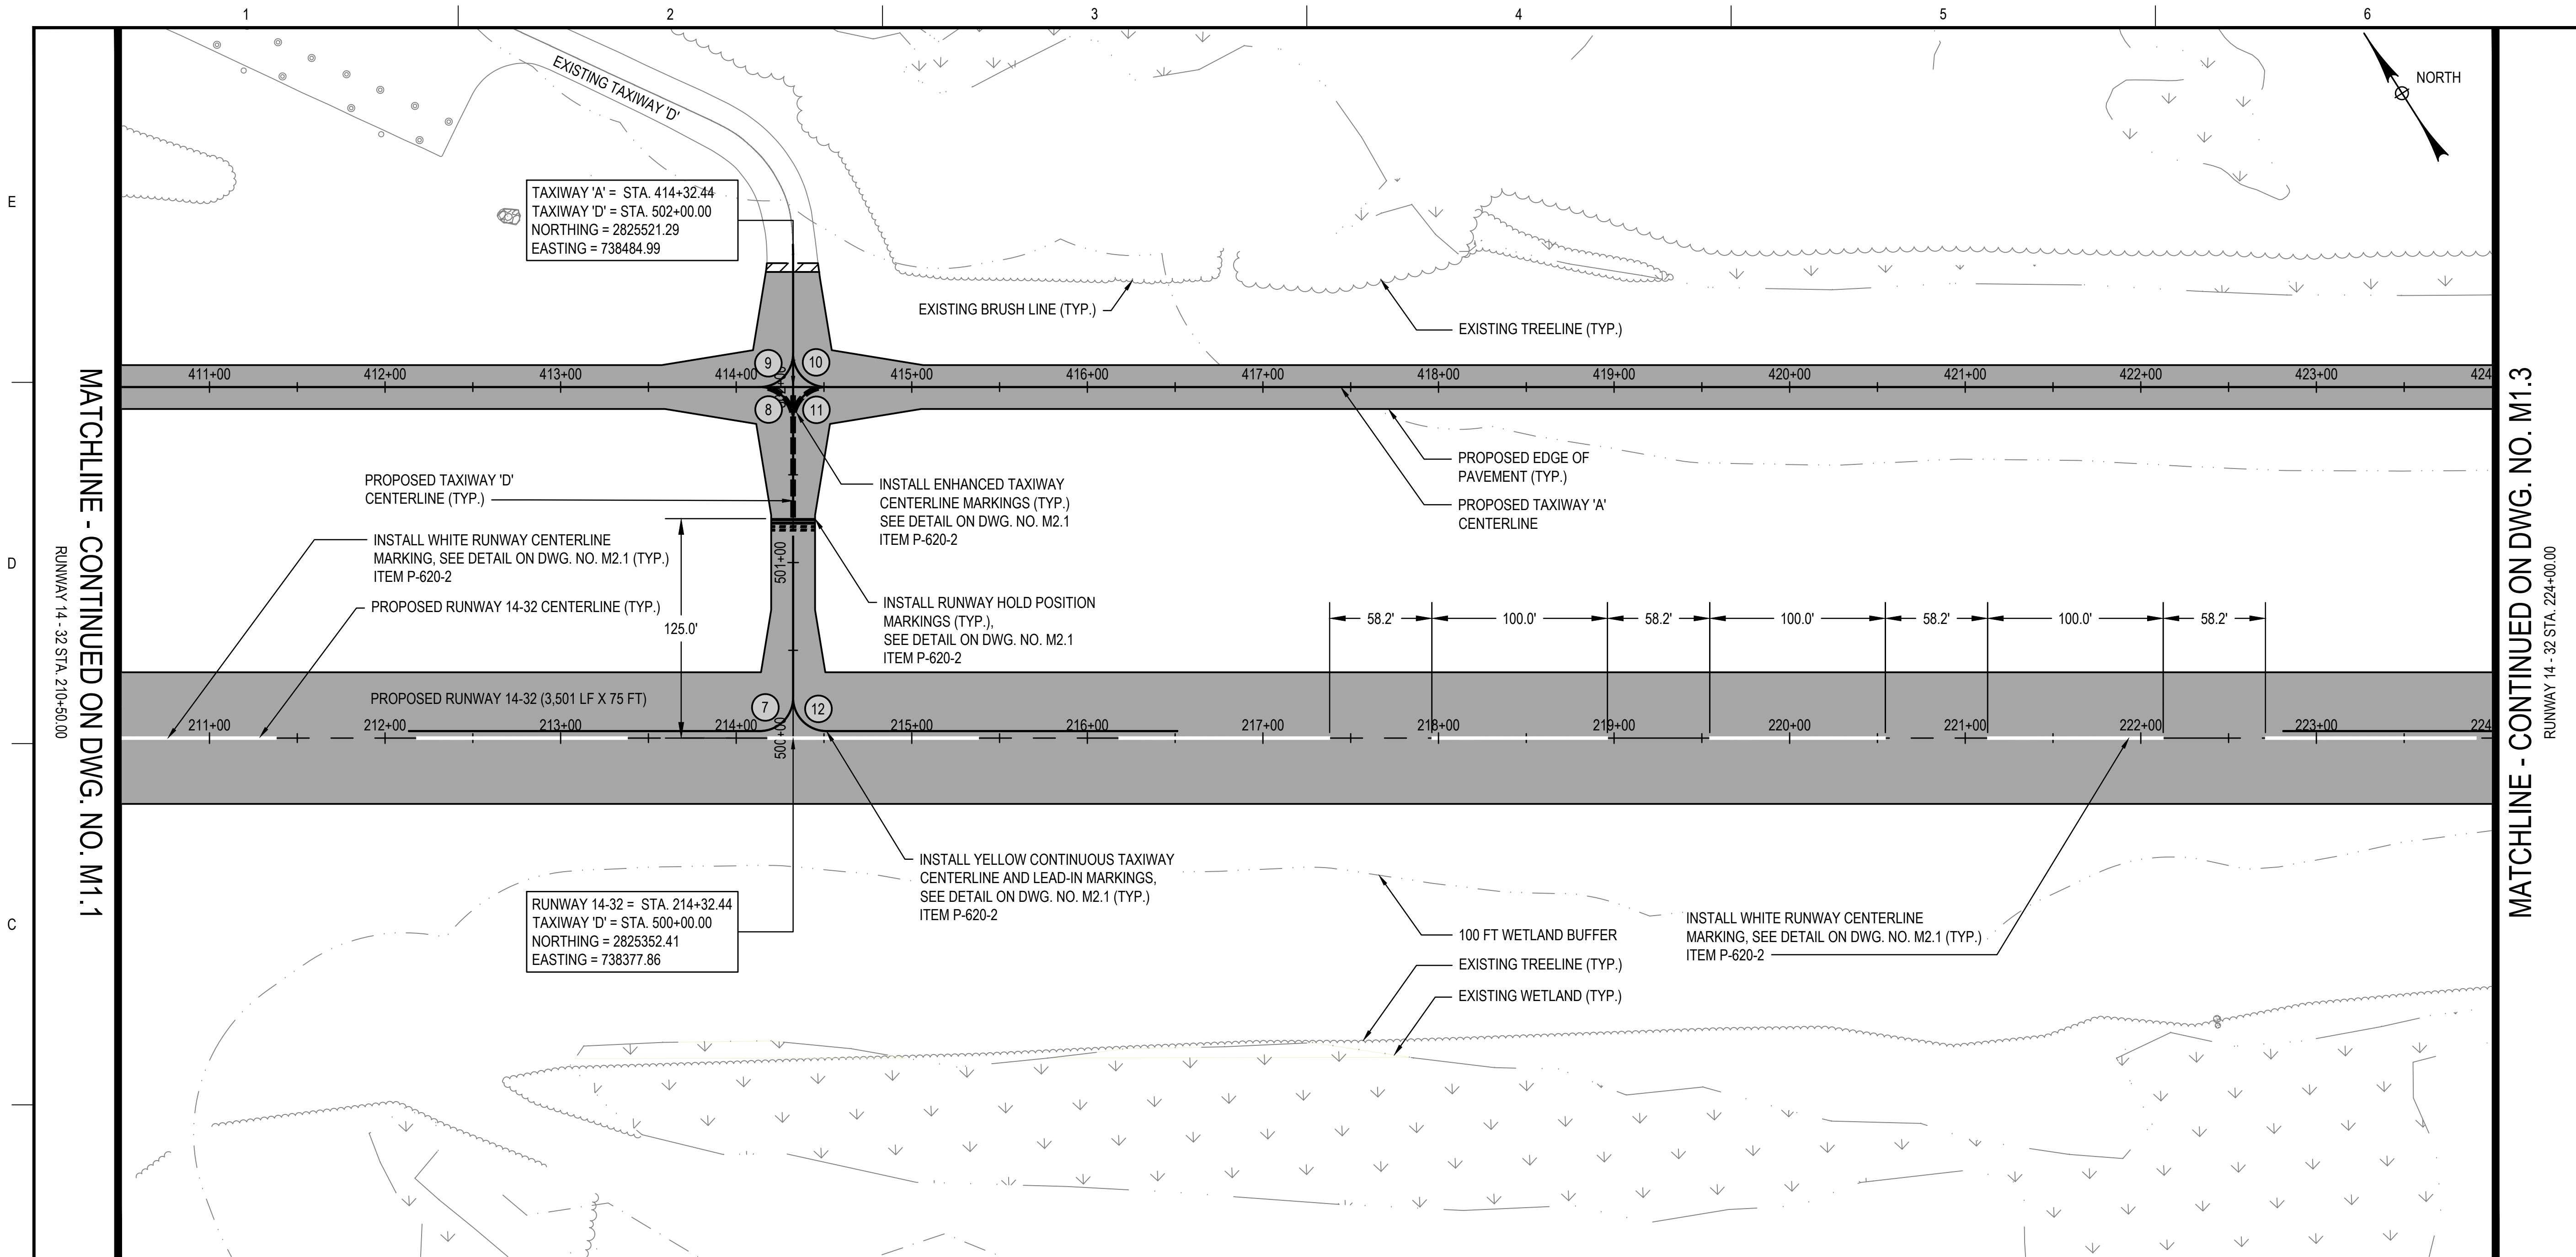 1
2
3
4
5
6
E
D
C
NORTH
EXISTING TAXIWAY 'D'
TAXIWAY 'A' = STA. 414+32.44
TAXIWAY 'D' = STA. 502+00.00
NORTHING = 2825521.29
EASTING = 738484.99
EXISTING BRUSH LINE (TYP.)
EXISTING TREELINE (TYP.)
9
10
411+00
412+00
413+00
414+00
415+00
416+00
417+00
418+00
419+00
420+00
421+00
422+00
423+00
424
8
11
PROPOSED TAXIWAY 'D'
CENTERLINE (TYP.)
INSTALL ENHANCED TAXIWAY
CENTERLINE MARKINGS (TYP.)
SEE DETAIL ON DWG. NO. M2.1
ITEM P-620-2
PROPOSED EDGE OF
PAVEMENT (TYP.)
PROPOSED TAXIWAY 'A'
CENTERLINE
INSTALL WHITE RUNWAY CENTERLINE
MARKING, SEE DETAIL ON DWG. NO. M2.1 (TYP.)
ITEM P-620-2
PROPOSED RUNWAY 14-32 CENTERLINE (TYP.)
125.0'
501+00
INSTALL RUNWAY HOLD POSITION
MARKINGS (TYP.),
SEE DETAIL ON DWG. NO. M2.1
ITEM P-620-2
58.2'
100.0'
58.2'
100.0'
58.2'
100.0'
58.2'
PROPOSED RUNWAY 14-32 (3,501 LF X 75 FT)
7
12
211+00
212+00
213+00
214+00
215+00
216+00
217+00
218+00
219+00
220+00
221+00
222+00
223+00
224
500+00
INSTALL YELLOW CONTINUOUS TAXIWAY
CENTERLINE AND LEAD-IN MARKINGS,
SEE DETAIL ON DWG. NO. M2.1 (TYP.)
ITEM P-620-2
RUNWAY 14-32 = STA. 214+32.44
TAXIWAY 'D' = STA. 500+00.00
NORTHING = 2825352.41
EASTING = 738377.86
100 FT WETLAND BUFFER
EXISTING TREELINE (TYP.)
EXISTING WETLAND (TYP.)
INSTALL WHITE RUNWAY CENTERLINE
MARKING, SEE DETAIL ON DWG. NO. M2.1 (TYP.)
ITEM P-620-2
MATCHLINE - CONTINUED ON DWG. NO. M1.1
RUNWAY 14 - 32 STA. 210+50.00
MATCHLINE - CONTINUED ON DWG. NO. M1.3
RUNWAY 14 - 32 STA. 224+00.00